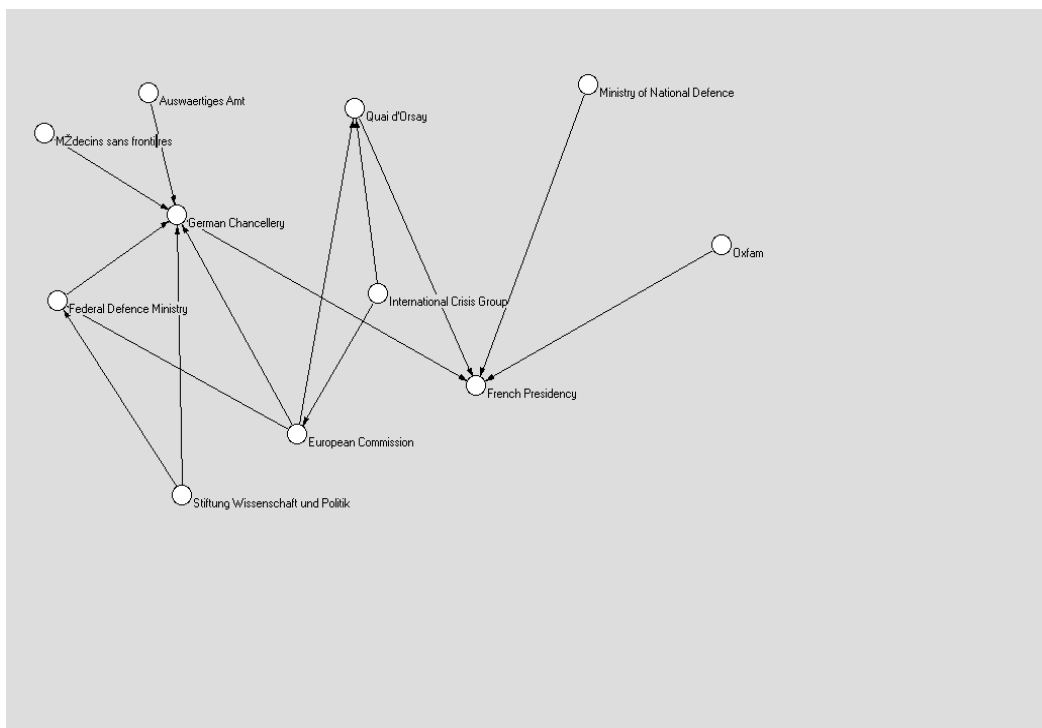 Ministry of National Defence
Auswaertiges Amt
Quai d'Orsay
MŽdecins sans frontires
German Chancellery
Oxfam
International Crisis Group
Federal Defence Ministry
French Presidency
European Commission
Stiftung Wissenschaft und Politik